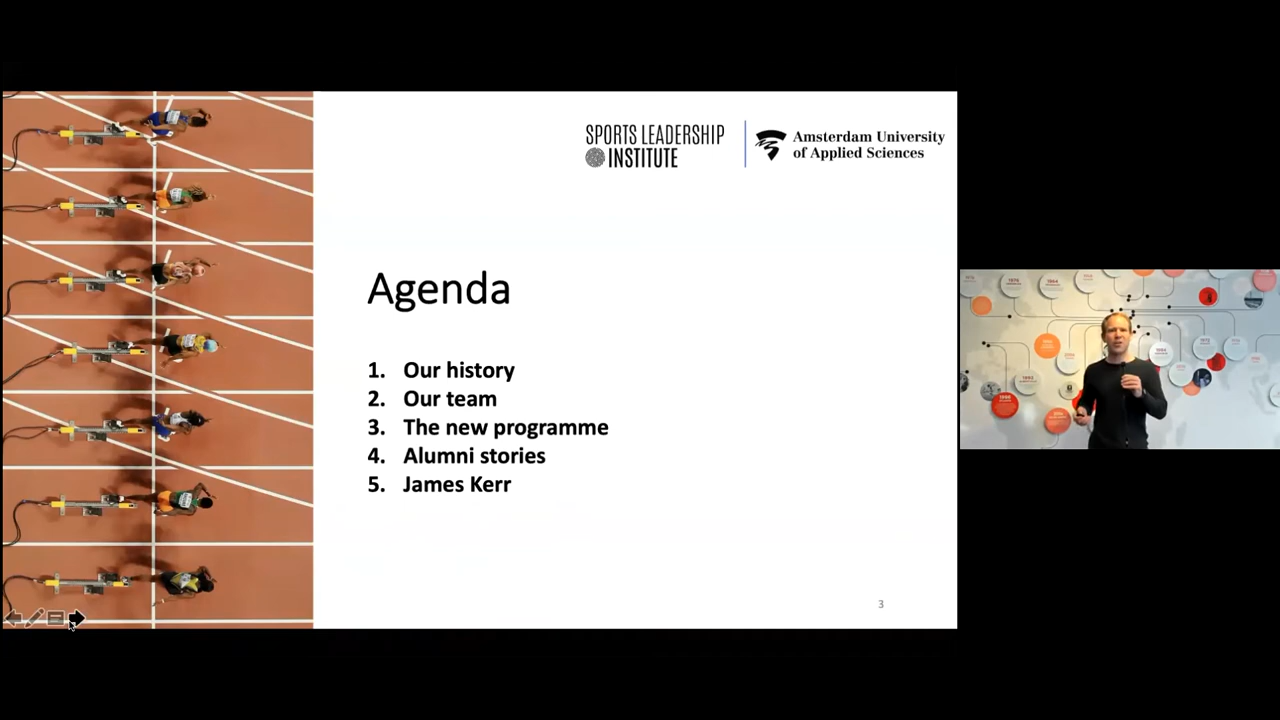 SPORTS LEADERSHIP
INSTITUTE
Amsterdam University
of Applied Sciences
Agenda
1. Our history
2. Our team
3. The new programme
4. Alumni stories
5. James Kerr
3